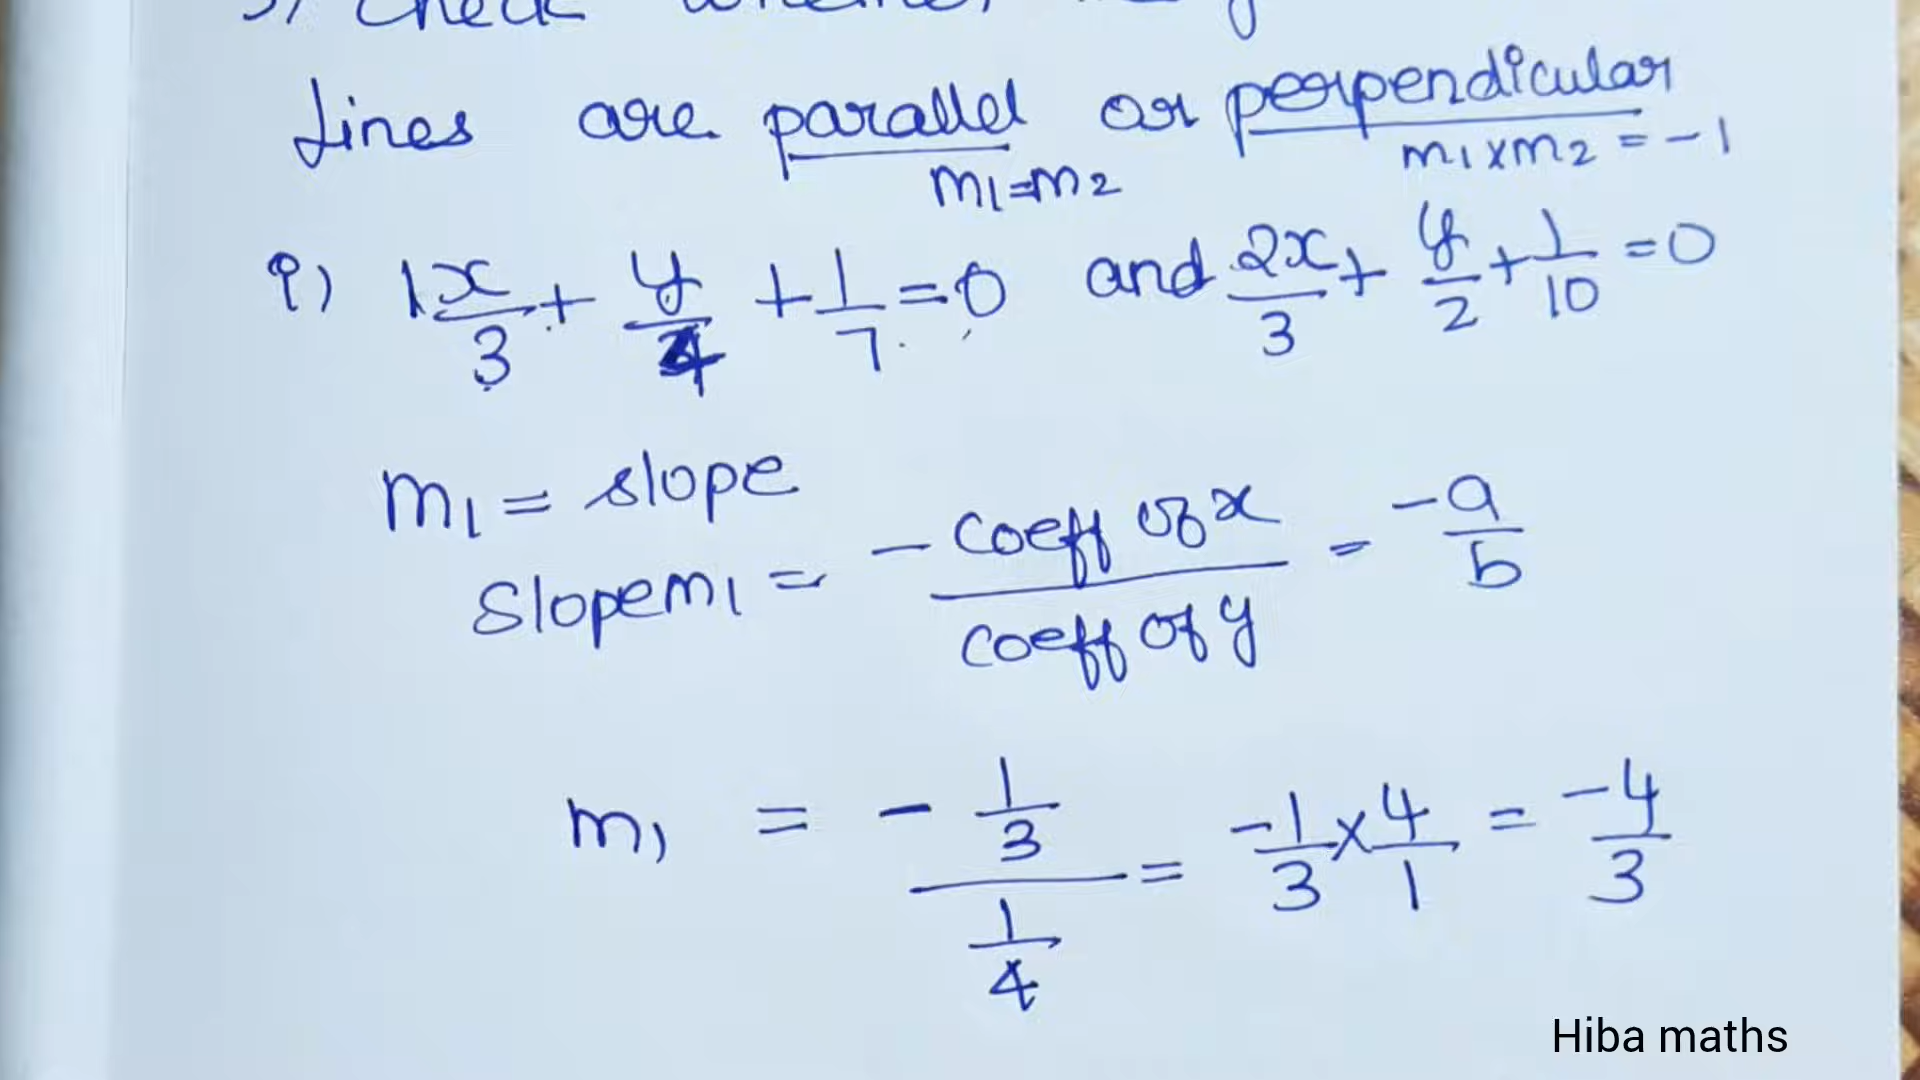 Check
Lines are parallel or perpendicular
m1=m2 m1×m2 = -1
i) 1x/3 + y/4 + 1/7 = 0 and 2x/3 + y/2 + 1/10 = 0
m1 = slope
Slope m1 = - coeff of x / coeff of y = -a/b
m1 = - 1/3 / 1/4 = -1/3 × 4/1 = -4/3
Hiba maths